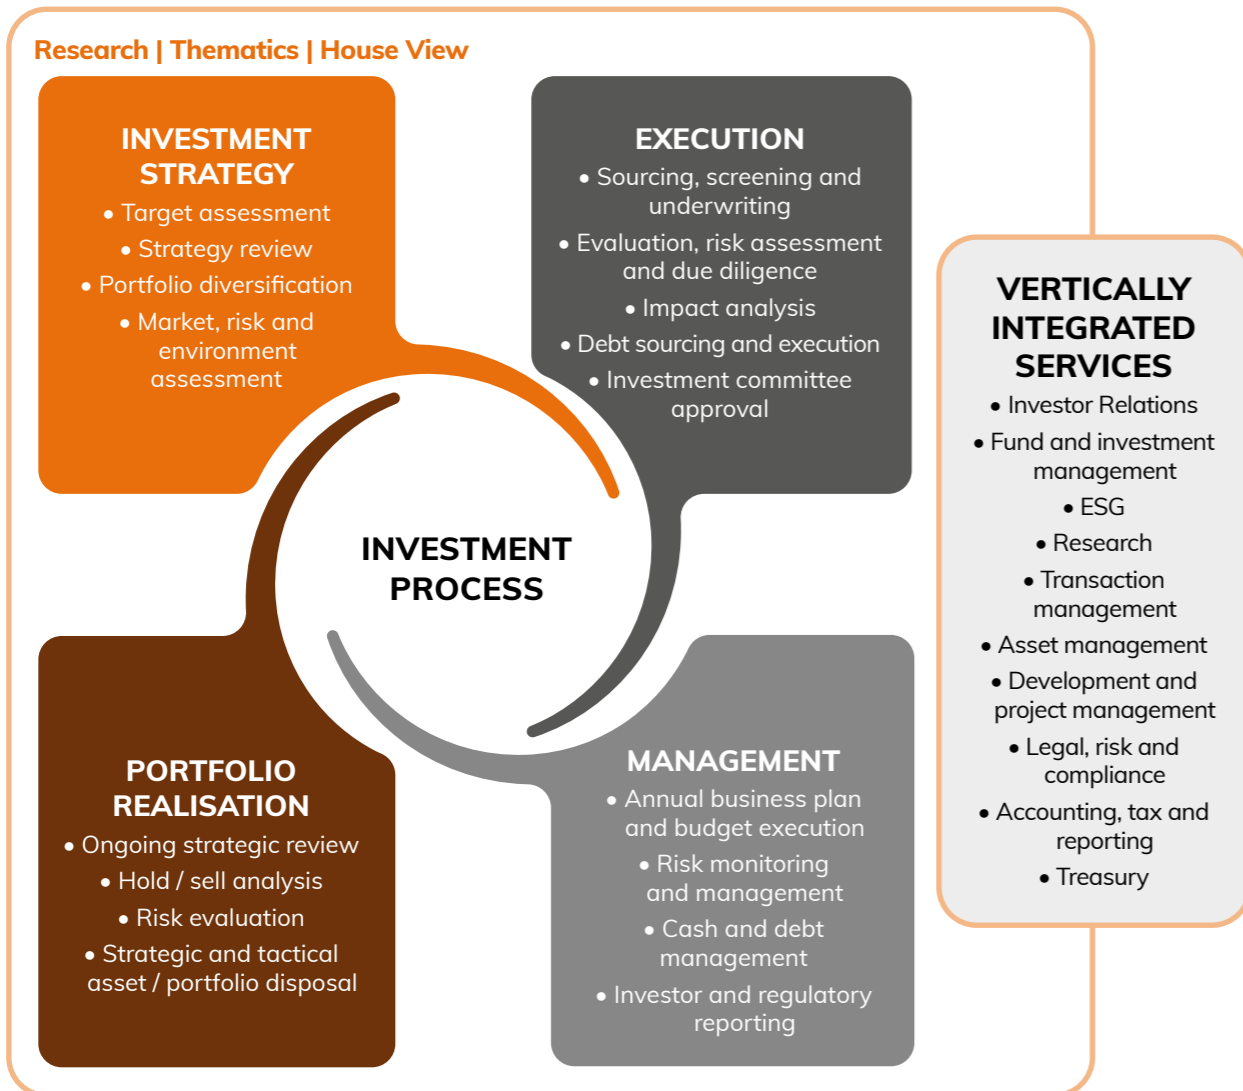 Research | Thematics | House View
INVESTMENT
STRATEGY
• Target assessment
• Strategy review
• Portfolio diversification
• Market, risk and
environment
assessment
EXECUTION
• Sourcing, screening and
underwriting
• Evaluation, risk assessment
and due diligence
• Impact analysis
• Debt sourcing and execution
• Investment committee
approval
INVESTMENT
PROCESS
PORTFOLIO
REALISATION
• Ongoing strategic review
• Hold / sell analysis
• Risk evaluation
• Strategic and tactical
asset / portfolio disposal
MANAGEMENT
• Annual business plan
and budget execution
• Risk monitoring
and management
• Cash and debt
management
• Investor and regulatory
reporting
VERTICALLY
INTEGRATED
SERVICES
• Investor Relations
• Fund and investment
management
• ESG
• Research
• Transaction
management
• Asset management
• Development and
project management
• Legal, risk and
compliance
• Accounting, tax and
reporting
• Treasury